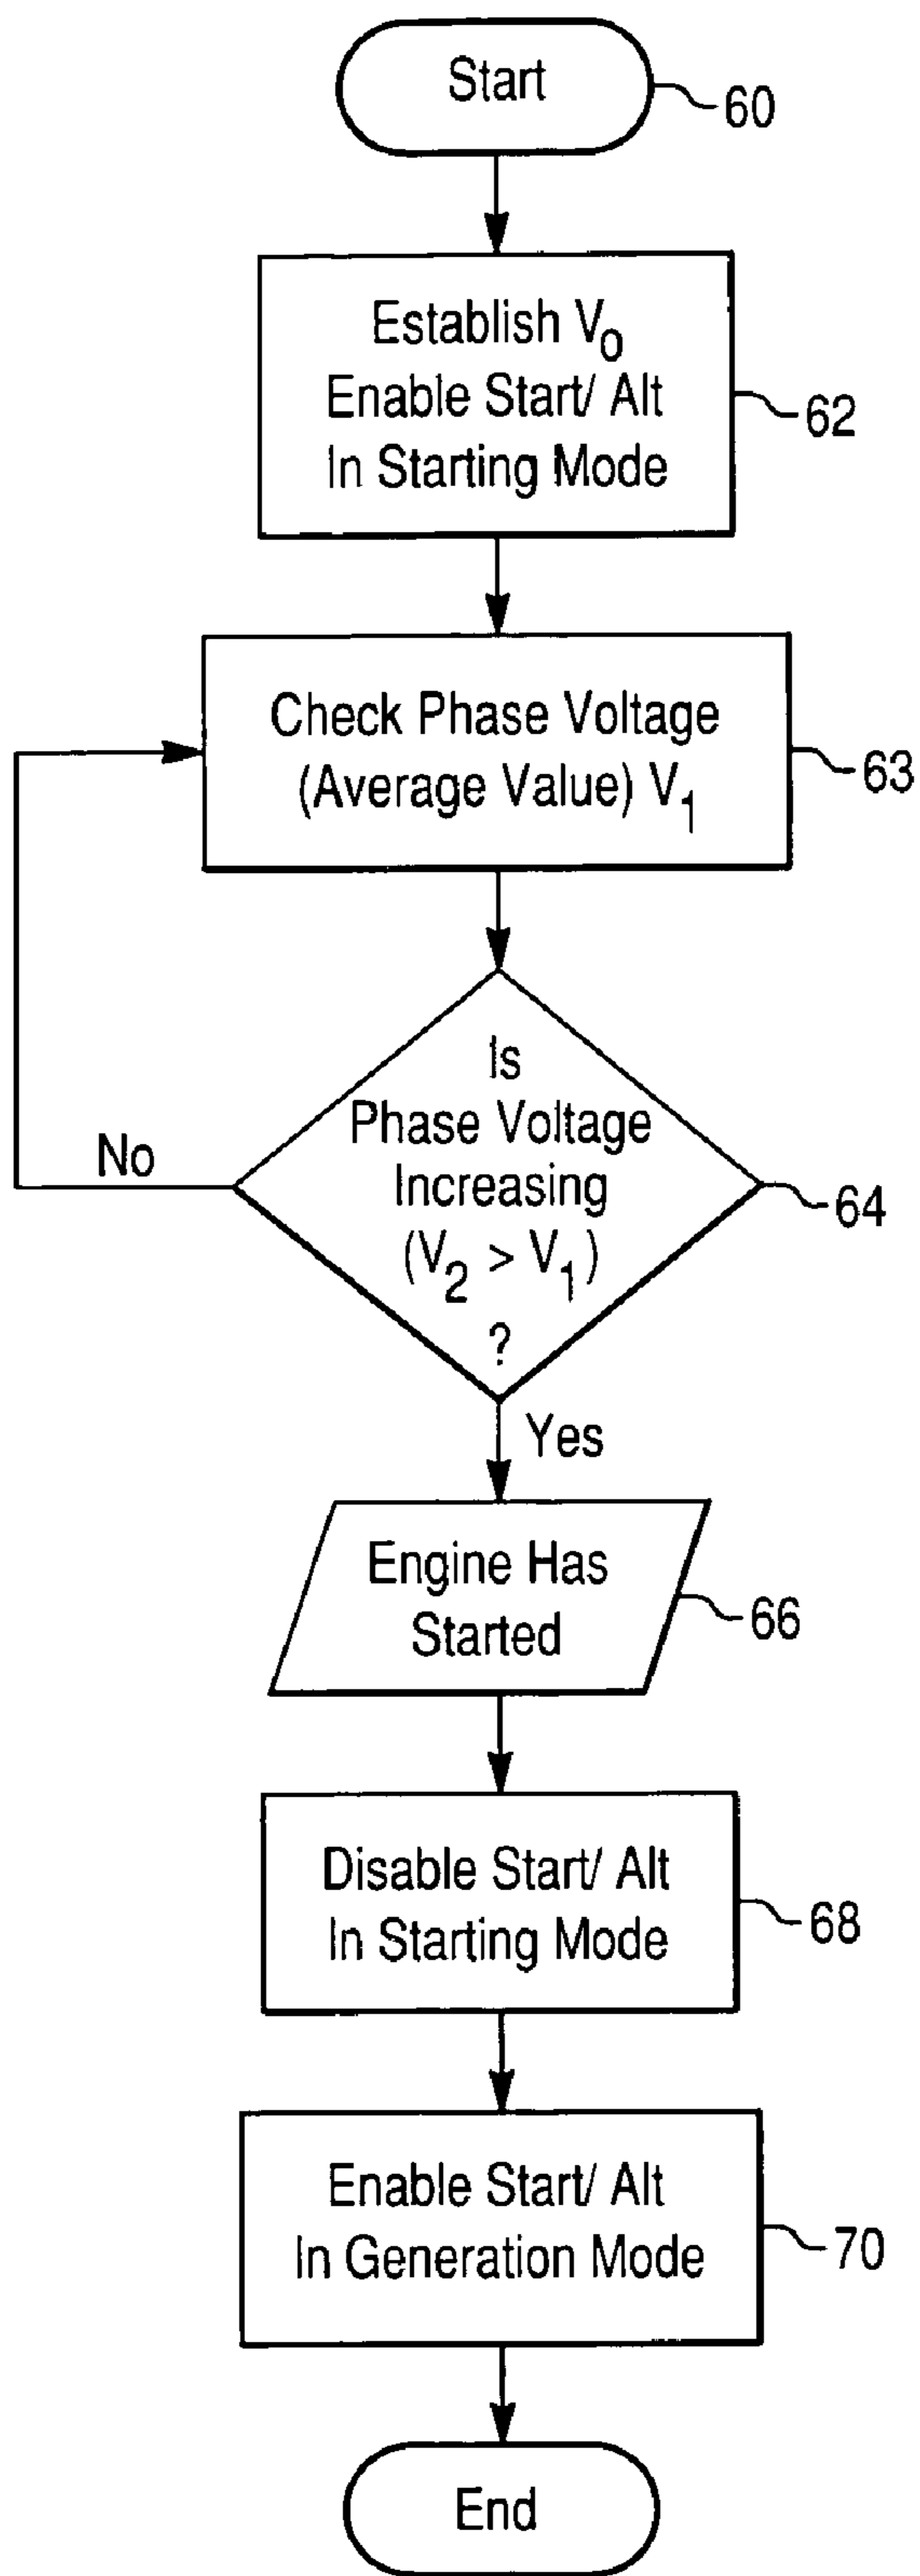 Start
60
Establish V₀
Enable Start/ Alt
In Starting Mode
62
Check Phase Voltage
(Average Value) V₁
63
Is
Phase Voltage
Increasing
(V₂ > V₁)
?
64
No
Yes
Engine Has
Started
66
Disable Start/ Alt
In Starting Mode
68
Enable Start/ Alt
In Generation Mode
70
End